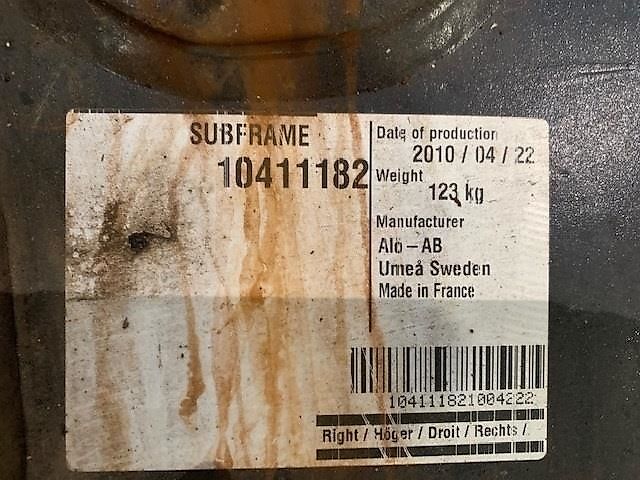 SUBFRAME
10411182
Date of production
2010 / 04 / 22
Weight
123 kg
Manufacturer
Alö – AB
Umeå Sweden
Made in France
104111821004222
Right / Höger / Droit / Rechts /